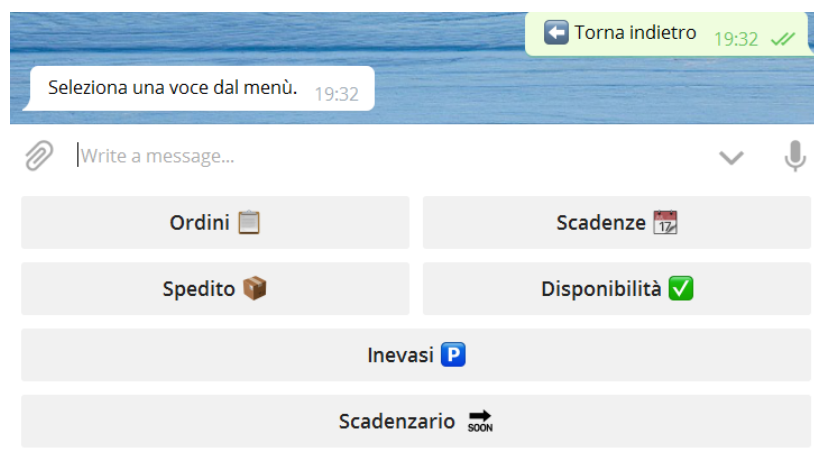 ⬅️ Torna indietro 19:32
Seleziona una voce dal menù. 19:32
Write a message...
Ordini 📋
Scadenze 📆
Spedito 📦
Disponibilità ✅
Inevasi 🅿️
Scadenzario 🔜